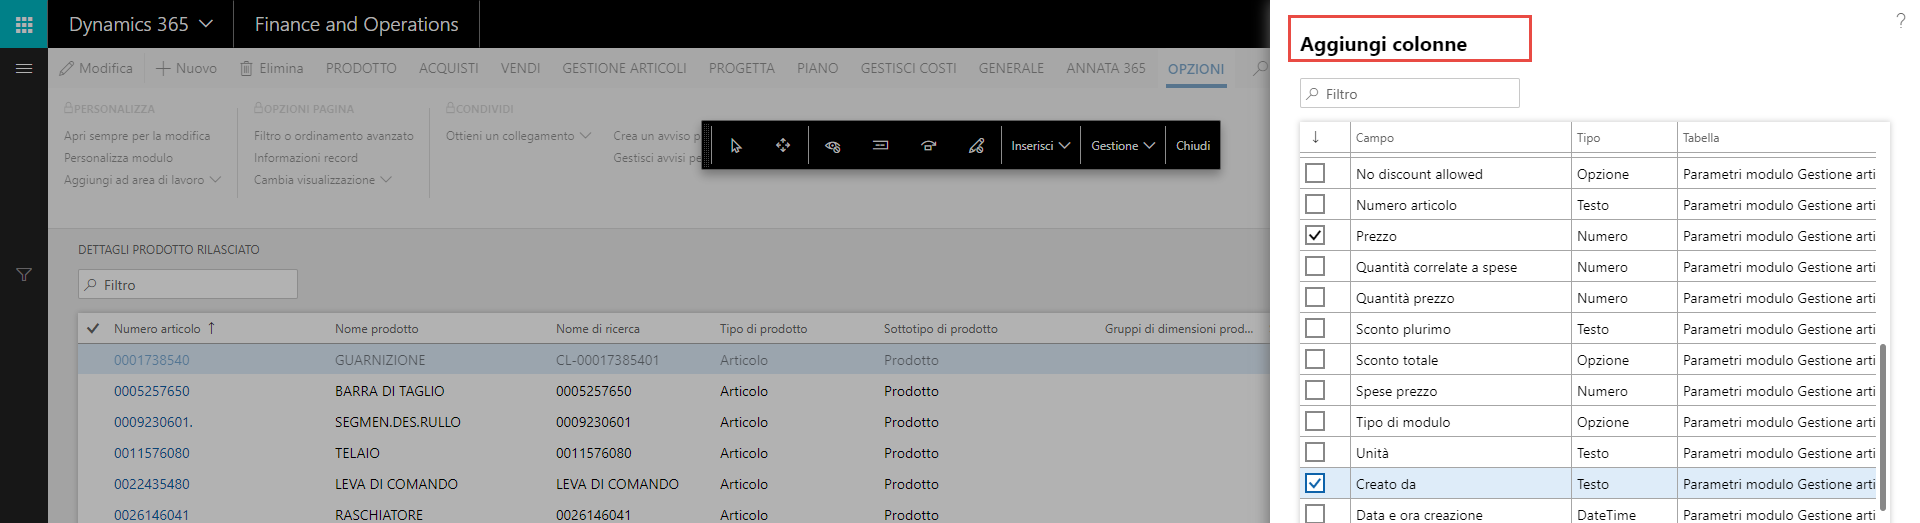 Dynamics 365
Finance and Operations
Modifica
Nuovo
Elimina
PRODOTTO
ACQUISTI
VENDI
GESTIONE ARTICOLI
PROGETTA
PIANO
GESTISCI COSTI
GENERALE
ANNATA 365
OPZIONI
PERSONALIZZA
Apri sempre per la modifica
Personalizza modulo
Aggiungi ad area di lavoro
OPZIONI PAGINA
Filtro o ordinamento avanzato
Informazioni record
Cambia visualizzazione
CONDIVIDI
Ottieni un collegamento
Crea un avviso p
Gestisci avvisi pe
Inserisci
Gestione
Chiudi
DETTAGLI PRODOTTO RILASCIATO
Filtro
Numero articolo ↑ Nome prodotto Nome di ricerca Tipo di prodotto Sottotipo di prodotto Gruppi di dimensioni prod...
0001738540 GUARNIZIONE CL-00017385401 Articolo Prodotto
0005257650 BARRA DI TAGLIO 0005257650 Articolo Prodotto
0009230601. SEGMEN.DES.RULLO 0009230601 Articolo Prodotto
0011576080 TELAIO 0011576080 Articolo Prodotto
0022435480 LEVA DI COMANDO LEVA DI COMANDO Articolo Prodotto
0026146041 RASCHIATORE 0026146041 Articolo Prodotto
?
Aggiungi colonne
Filtro
↓ Campo Tipo Tabella
No discount allowed Opzione Parametri modulo Gestione arti
Numero articolo Testo Parametri modulo Gestione arti
Prezzo Numero Parametri modulo Gestione arti
Quantità correlate a spese Numero Parametri modulo Gestione arti
Quantità prezzo Numero Parametri modulo Gestione arti
Sconto plurimo Testo Parametri modulo Gestione arti
Sconto totale Opzione Parametri modulo Gestione arti
Spese prezzo Numero Parametri modulo Gestione arti
Tipo di modulo Opzione Parametri modulo Gestione arti
Unità Testo Parametri modulo Gestione arti
Creato da Testo Parametri modulo Gestione arti
Data e ora creazione DateTime Parametri modulo Gestione arti